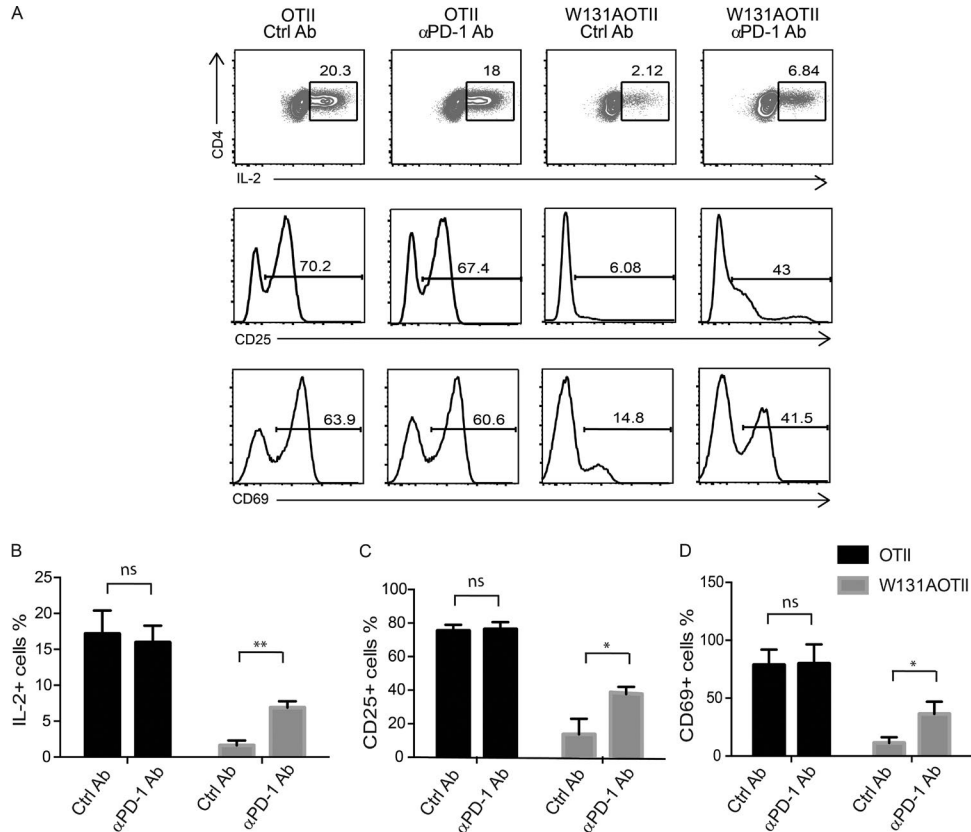 A
OTII
Ctrl Ab
OTII
αPD-1 Ab
W131AOTII
Ctrl Ab
W131AOTII
αPD-1 Ab
CD4
20.3
18
2.12
6.84
IL-2
70.2
67.4
6.08
43
CD25
63.9
60.6
14.8
41.5
CD69
B
IL-2+ cells %
25
20
15
10
5
0
ns
**
Ctrl Ab
αPD-1 Ab
Ctrl Ab
αPD-1 Ab
C
CD25+ cells %
100
80
60
40
20
0
ns
*
Ctrl Ab
αPD-1 Ab
Ctrl Ab
αPD-1 Ab
D
OTII
W131AOTII
CD69+ cells %
150
100
50
0
ns
*
Ctrl Ab
αPD-1 Ab
Ctrl Ab
αPD-1 Ab